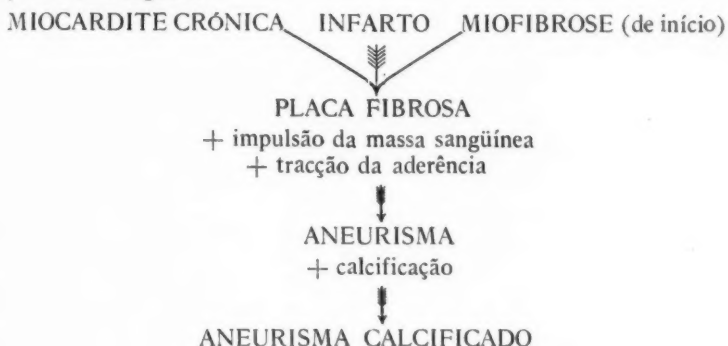 MIOCARDITE CRÓNICA INFARTO MIOFIBROSE (de início)
PLACA FIBROSA
+ impulsão da massa sangüínea
+ tracção da aderência
ANEURISMA
+ calcificação
ANEURISMA CALCIFICADO